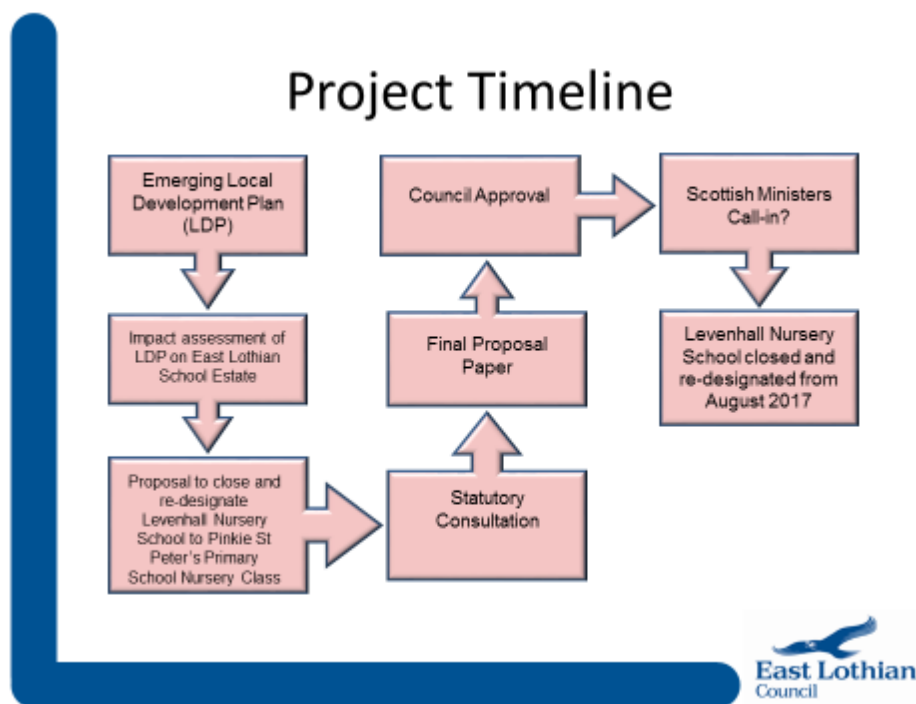 Project Timeline
Emerging Local
Development Plan
(LDP)
Impact assessment of
LDP on East Lothian
School Estate
Proposal to close and
re-designate
Levenhall Nursery
School to Pinkie St
Peter's Primary
School Nursery Class
Statutory
Consultation
Final Proposal
Paper
Council Approval
Scottish Ministers
Call-in?
Levenhall Nursery
School closed and
re-designated from
August 2017
East Lothian
Council